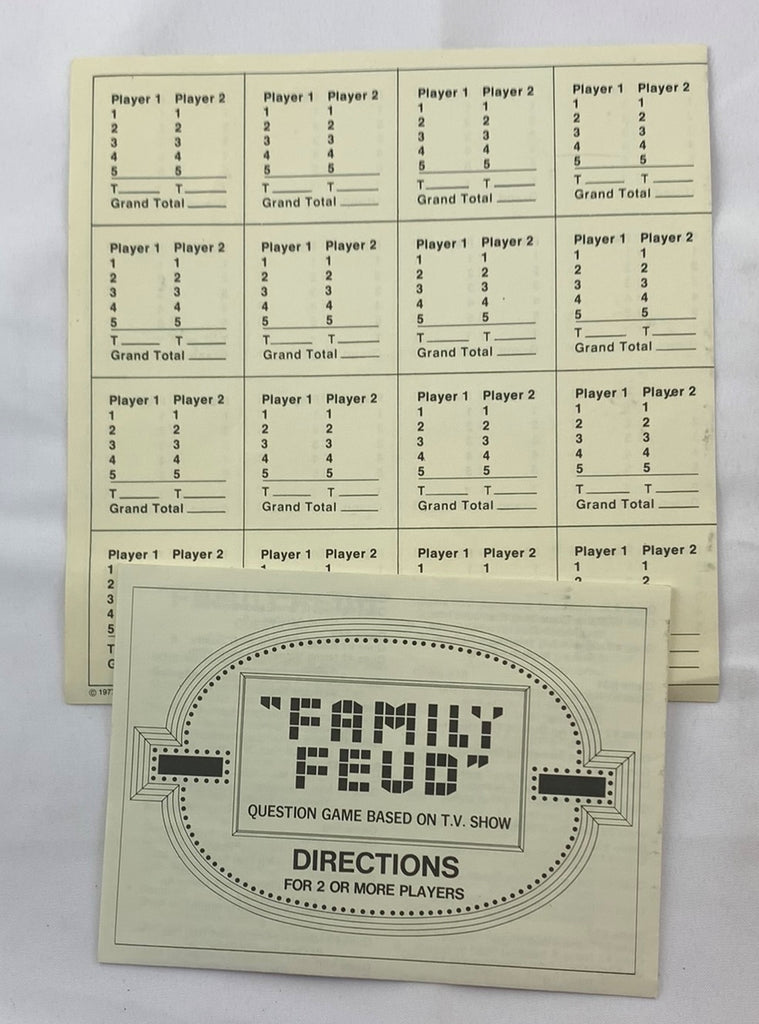 Player 1 Player 2 Player 1 Player 2 Player 1 Player 2 Player 1 Player 2
1 1 1 1 1 1 1 1
2 2 2 2 2 2 2 2
3 3 3 3 3 3 3 3
4 4 4 4 4 4 4 4
5 5 5 5 5 5 5 5
T T T T T T T T
Grand Total Grand Total Grand Total Grand Total
Player 1 Player 2 Player 1 Player 2 Player 1 Player 2 Player 1 Player 2
1 1 1 1 1 1 1 1
2 2 2 2 2 2 2 2
3 3 3 3 3 3 3 3
4 4 4 4 4 4 4 4
5 5 5 5 5 5 5 5
T T T T T T T T
Grand Total Grand Total Grand Total Grand Total
Player 1 Player 2 Player 1 Player 2 Player 1 Player 2 Player 1 Player 2
1 1 1 1 1 1 1 1
2 2 2 2 2 2 2 2
3 3 3 3 3 3 3 3
4 4 4 4 4 4 4 4
5 5 5 5 5 5 5 5
T T T T T T T T
Grand Total Grand Total Grand Total Grand Total
Player 1 Player 2 Player 1 Player 2 Player 1 Player 2 Player 1 Player 2
1 1 1 1 1 1 1
2 2 2
3
4
5
T
G
© 197
"FAMILY
FEUD"
QUESTION GAME BASED ON T.V. SHOW
DIRECTIONS
FOR 2 OR MORE PLAYERS